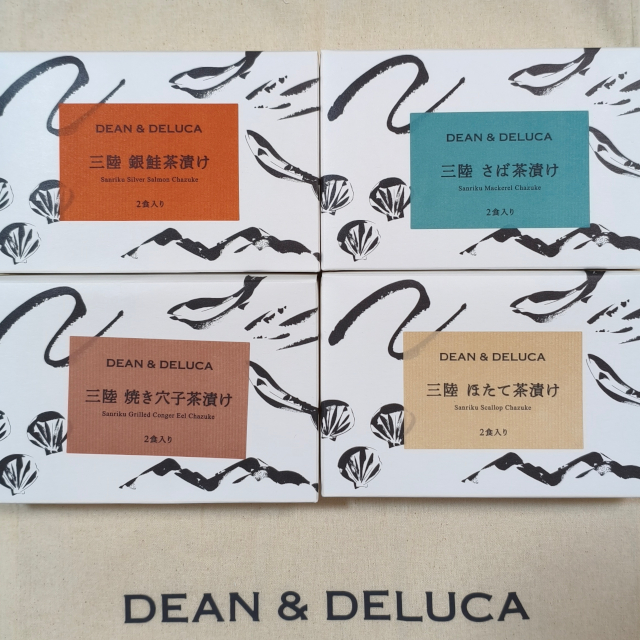 DEAN & DELUCA
三陸 銀鮭茶漬け
Sanriku Silver Salmon Chazuke
2食入り
DEAN & DELUCA
三陸 さば茶漬け
Sanriku Mackerel Chazuke
2食入り
DEAN & DELUCA
三陸 焼き穴子茶漬け
Sanriku Grilled Conger Eel Chazuke
2食入り
DEAN & DELUCA
三陸 ほたて茶漬け
Sanriku Scallop Chazuke
2食入り
DEAN & DELUCA